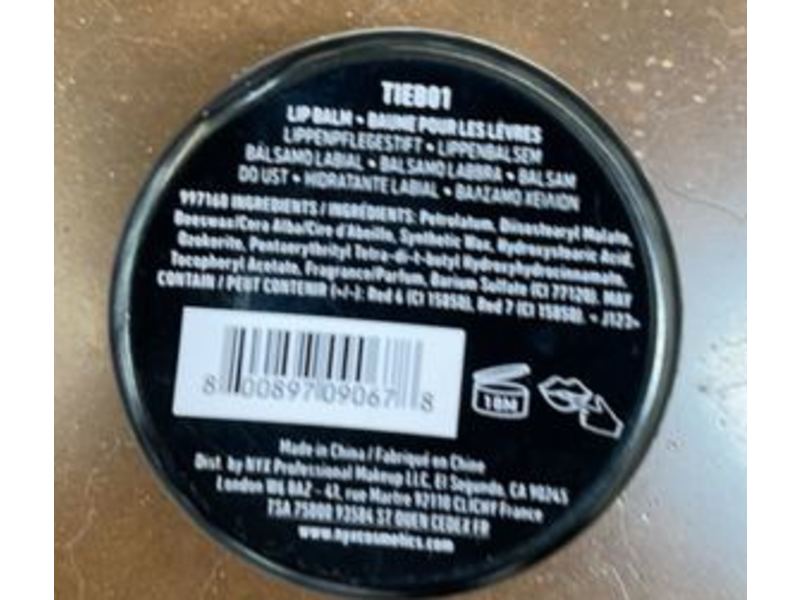 TIEB01
LIP BALM • BAUME POUR LES LÈVRES
LIPPENPFLEGESTIFT • LIPPENBALSEM
BÁLSAMO LABIAL • BALSAMO LABBRA • BALSAM
DO UST • HIDRATANTE LABIAL • ΒΑΛΣΑΜΟ ΧΕΙΛΙΩΝ
997160 INGREDIENTS / INGRÉDIENTS: Petrolatum, Diisostearyl Malate,
Beeswax/Cera Alba/Cire d'Abeille, Synthetic Wax, Hydroxystearic Acid,
Ozokerite, Pentaerythrityl Tetra-di-t-butyl Hydroxyhydrocinnamate,
Tocopheryl Acetate, Fragrance/Parfum, Barium Sulfate (CI 77120). MAY
CONTAIN / PEUT CONTENIR (+/-): Red 6 (CI 15850), Red 7 (CI 15850). - J123-
8 00897 09067 8
18M
Made in China / Fabriqué en Chine
Dist. by NYX Professional Makeup LLC, El Segundo, CA 90245
London W6 8AZ - 41, rue Martre 92110 CLICHY France
TSA 75000 93584 ST OUEN CEDEX FR
www.nyxcosmetics.com